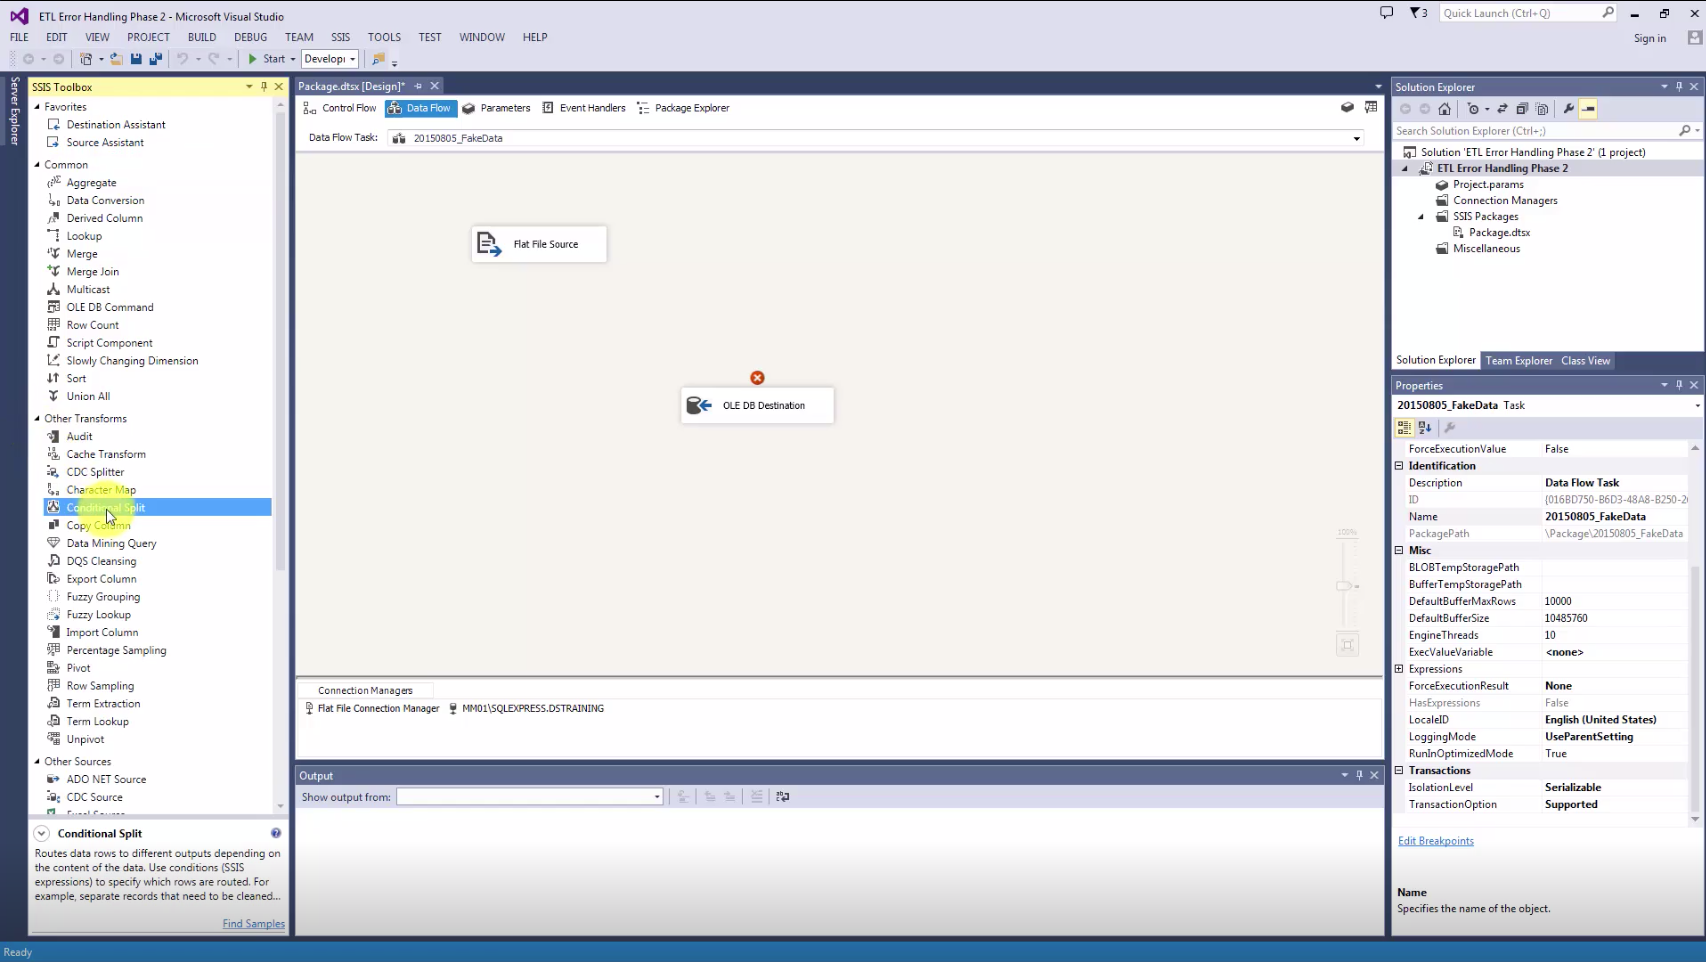 ETL Error Handling Phase 2 - Microsoft Visual Studio
3
Quick Launch (Ctrl+Q)
FILE EDIT VIEW PROJECT BUILD DEBUG TEAM SSIS TOOLS TEST WINDOW HELP
Sign in
Start
Developr
Server Explorer
SSIS Toolbox
Favorites
Destination Assistant
Source Assistant
Common
Aggregate
Data Conversion
Derived Column
Lookup
Merge
Merge Join
Multicast
OLE DB Command
Row Count
Script Component
Slowly Changing Dimension
Sort
Union All
Other Transforms
Audit
Cache Transform
CDC Splitter
Character Map
Conditional Split
Copy Column
Data Mining Query
DQS Cleansing
Export Column
Fuzzy Grouping
Fuzzy Lookup
Import Column
Percentage Sampling
Pivot
Row Sampling
Term Extraction
Term Lookup
Unpivot
Other Sources
ADO NET Source
CDC Source
Conditional Split
Routes data rows to different outputs depending on
the content of the data. Use conditions (SSIS
expressions) to specify which rows are routed. For
example, separate records that need to be cleaned...
Find Samples
Package.dtsx [Design]*
Control Flow Data Flow Parameters Event Handlers Package Explorer
Data Flow Task: 20150805_FakeData
Flat File Source
OLE DB Destination
100%
Connection Managers
Flat File Connection Manager MM01\SQLEXPRESS.DSTRAINING
Output
Show output from:
Solution Explorer
Search Solution Explorer (Ctrl+;)
Solution 'ETL Error Handling Phase 2' (1 project)
ETL Error Handling Phase 2
Project.params
Connection Managers
SSIS Packages
Package.dtsx
Miscellaneous
Solution Explorer Team Explorer Class View
Properties
20150805_FakeData Task
ForceExecutionValue False
Identification
Description Data Flow Task
ID {016BD750-B6D3-48A8-B250-2
Name 20150805_FakeData
PackagePath \Package\20150805_FakeData
Misc
BLOBTempStoragePath
BufferTempStoragePath
DefaultBufferMaxRows 10000
DefaultBufferSize 10485760
EngineThreads 10
ExecValueVariable <none>
Expressions
ForceExecutionResult None
HasExpressions False
LocaleID English (United States)
LoggingMode UseParentSetting
RunInOptimizedMode True
Transactions
IsolationLevel Serializable
TransactionOption Supported
Edit Breakpoints
Name
Specifies the name of the object.
Ready